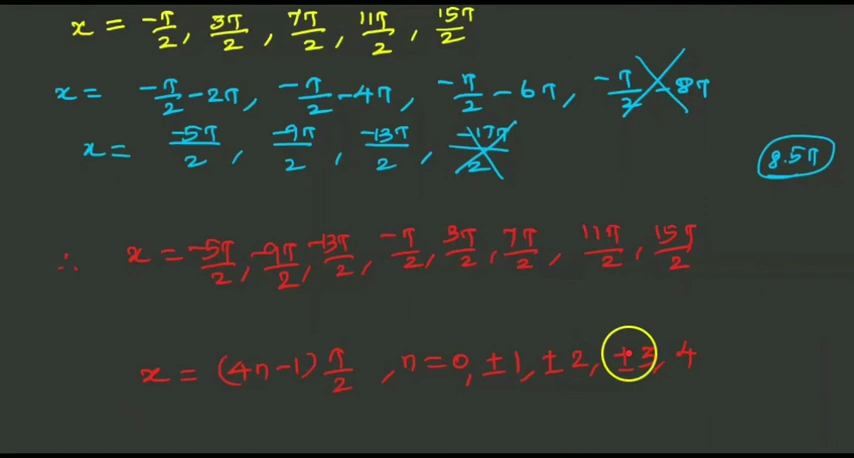 x = -π/2, 3π/2, 7π/2, 11π/2, 15π/2
x = -π/2 - 2π, -π/2 - 4π, -π/2 - 6π, -π/2 - 8π
x = -5π/2, -9π/2, -13π/2, -17π/2
8.5π
∴ x = -5π/2, -9π/2, -13π/2, -π/2, 3π/2, 7π/2, 11π/2, 15π/2
x = (4n-1) π/2, n = 0, ±1, ±2, ±3, 4